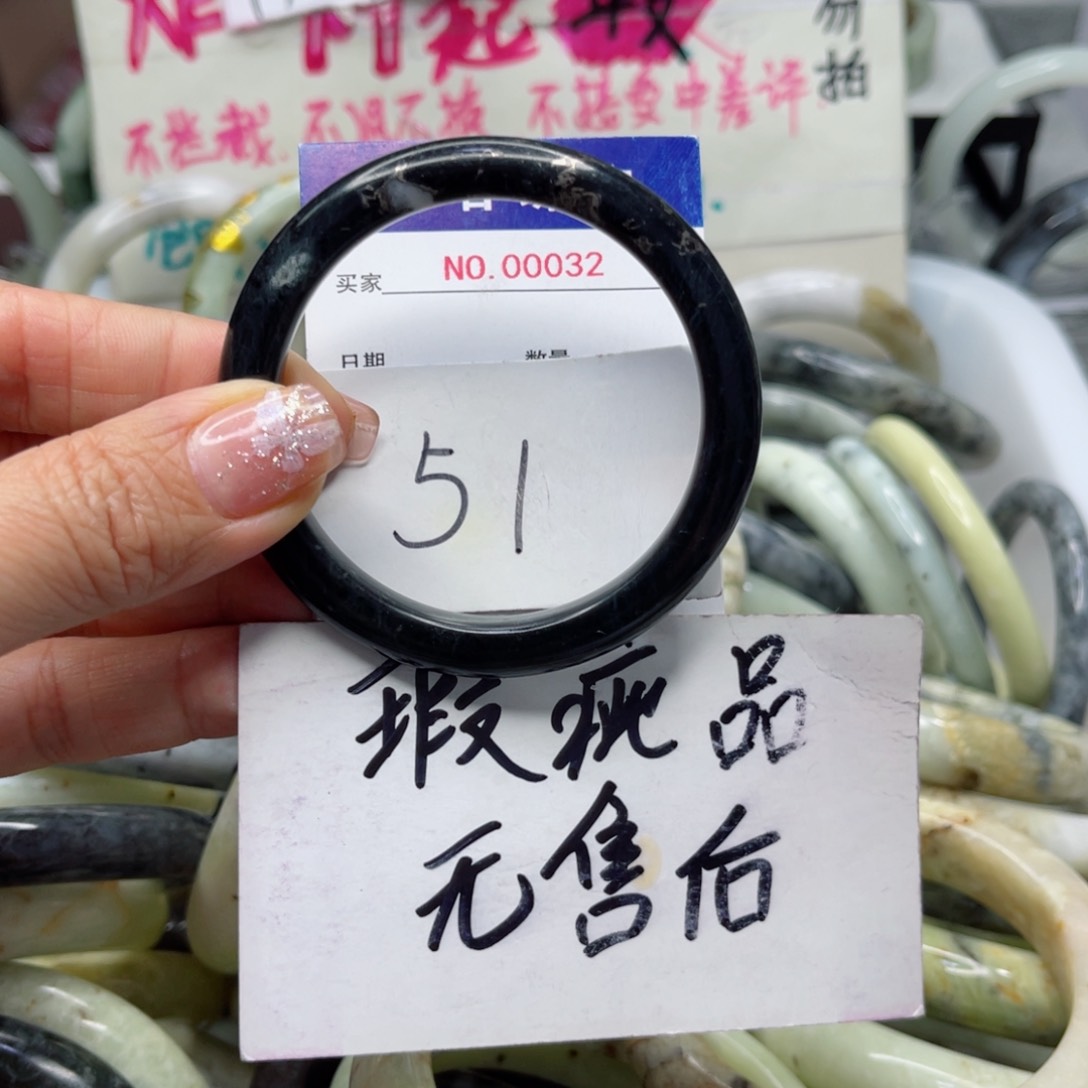 勿拍
不拦截.不退不换 不接受中差评
NO.00032
买家
日期 数量
51
瑕疵品
无售后